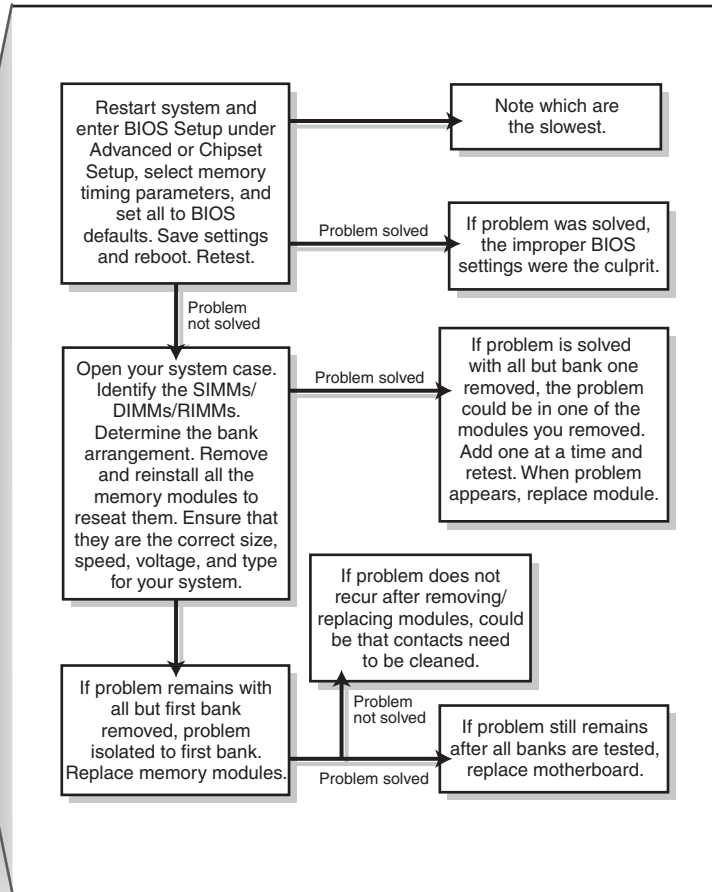 Restart system and
enter BIOS Setup under
Advanced or Chipset
Setup, select memory
timing parameters, and
set all to BIOS
defaults. Save settings
and reboot. Retest.
Note which are
the slowest.
Problem solved
If problem was solved,
the improper BIOS
settings were the culprit.
Problem
not solved
Open your system case.
Identify the SIMMs/
DIMMs/RIMMs.
Determine the bank
arrangement. Remove
and reinstall all the
memory modules to
reseat them. Ensure that
they are the correct size,
speed, voltage, and type
for your system.
Problem solved
If problem is solved
with all but bank one
removed, the problem
could be in one of the
modules you removed.
Add one at a time and
retest. When problem
appears, replace module.
If problem does not
recur after removing/
replacing modules, could
be that contacts need
to be cleaned.
If problem remains with
all but first bank
removed, problem
isolated to first bank.
Replace memory modules.
Problem
not solved
Problem solved
If problem still remains
after all banks are tested,
replace motherboard.